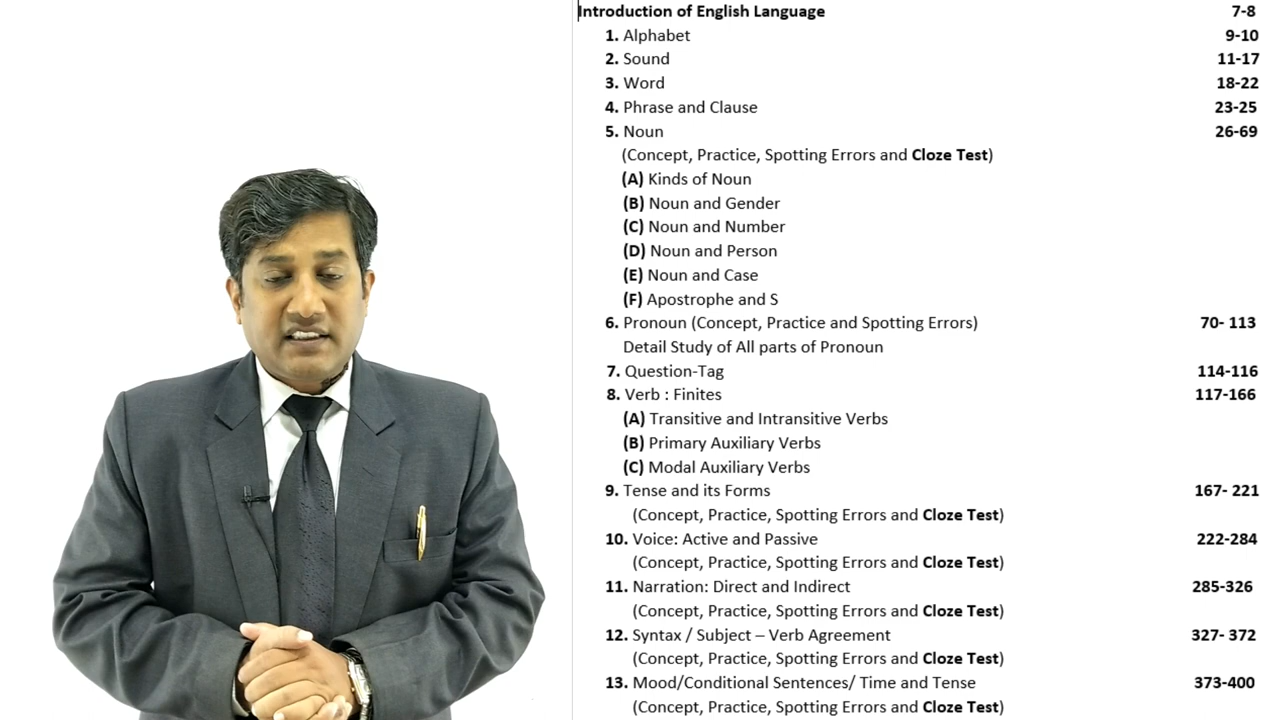 Introduction of English Language 7-8
1. Alphabet 9-10
2. Sound 11-17
3. Word 18-22
4. Phrase and Clause 23-25
5. Noun 26-69
(Concept, Practice, Spotting Errors and Cloze Test)
(A) Kinds of Noun
(B) Noun and Gender
(C) Noun and Number
(D) Noun and Person
(E) Noun and Case
(F) Apostrophe and S
6. Pronoun (Concept, Practice and Spotting Errors) 70- 113
Detail Study of All parts of Pronoun
7. Question-Tag 114-116
8. Verb : Finites 117-166
(A) Transitive and Intransitive Verbs
(B) Primary Auxiliary Verbs
(C) Modal Auxiliary Verbs
9. Tense and its Forms 167- 221
(Concept, Practice, Spotting Errors and Cloze Test)
10. Voice: Active and Passive 222-284
(Concept, Practice, Spotting Errors and Cloze Test)
11. Narration: Direct and Indirect 285-326
(Concept, Practice, Spotting Errors and Cloze Test)
12. Syntax / Subject – Verb Agreement 327- 372
(Concept, Practice, Spotting Errors and Cloze Test)
13. Mood/Conditional Sentences/ Time and Tense 373-400
(Concept, Practice, Spotting Errors and Cloze Test)